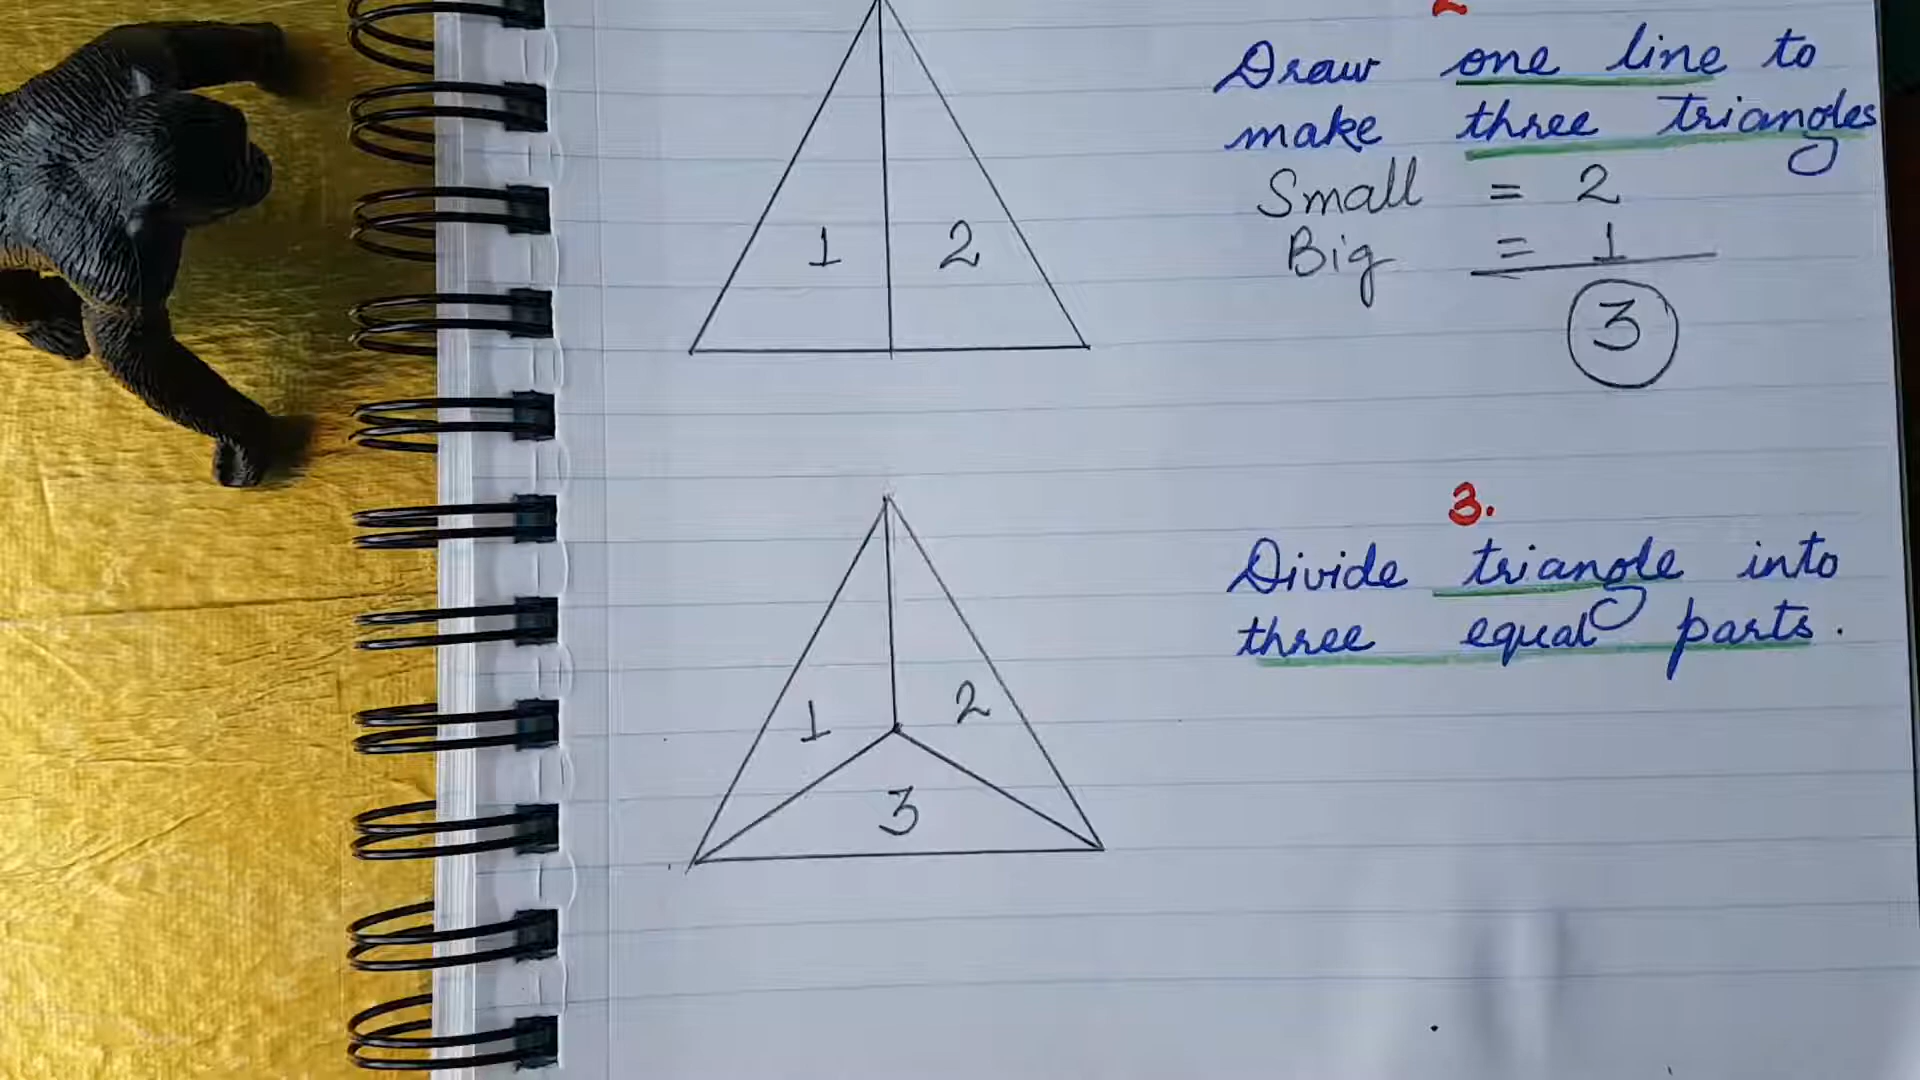 Draw one line to
make three triangles
Small = 2
Big = 1
3
1 2
3.
Divide triangle into
three equal parts.
1 2
3